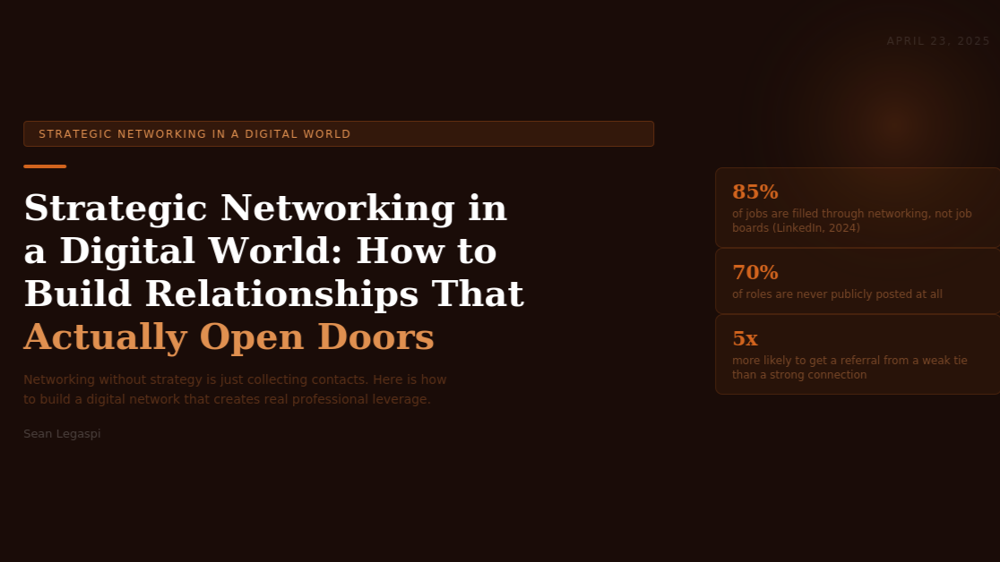 APRIL 23, 2025
STRATEGIC NETWORKING IN A DIGITAL WORLD
Strategic Networking in
a Digital World: How to
Build Relationships That
Actually Open Doors
Networking without strategy is just collecting contacts. Here is how
to build a digital network that creates real professional leverage.
Sean Legaspi
85%
of jobs are filled through networking, not job
boards (LinkedIn, 2024)
70%
of roles are never publicly posted at all
5x
more likely to get a referral from a weak tie
than a strong connection